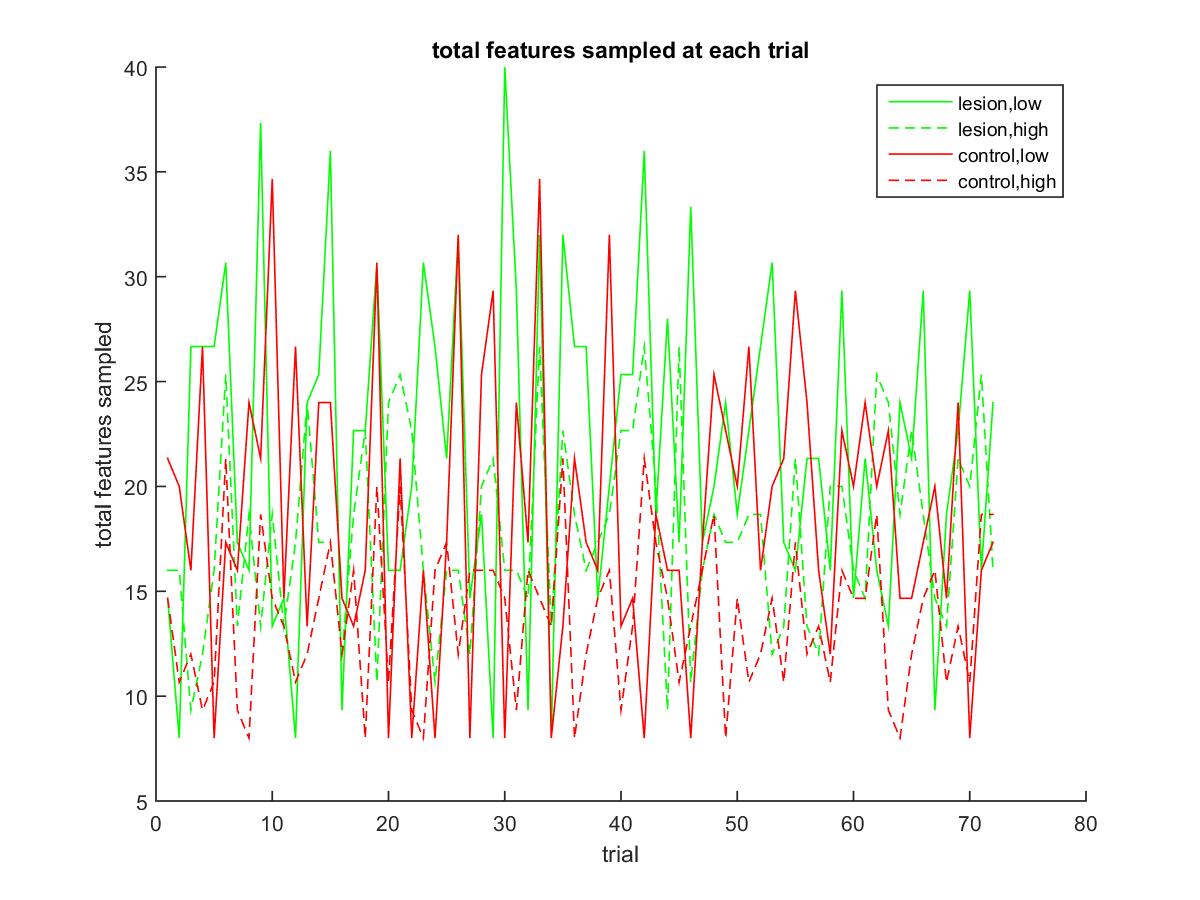 total features sampled at each trial
lesion,low
lesion,high
control,low
control,high
40
35
30
25
20
15
10
5
total features sampled
0 10 20 30 40 50 60 70 80
trial